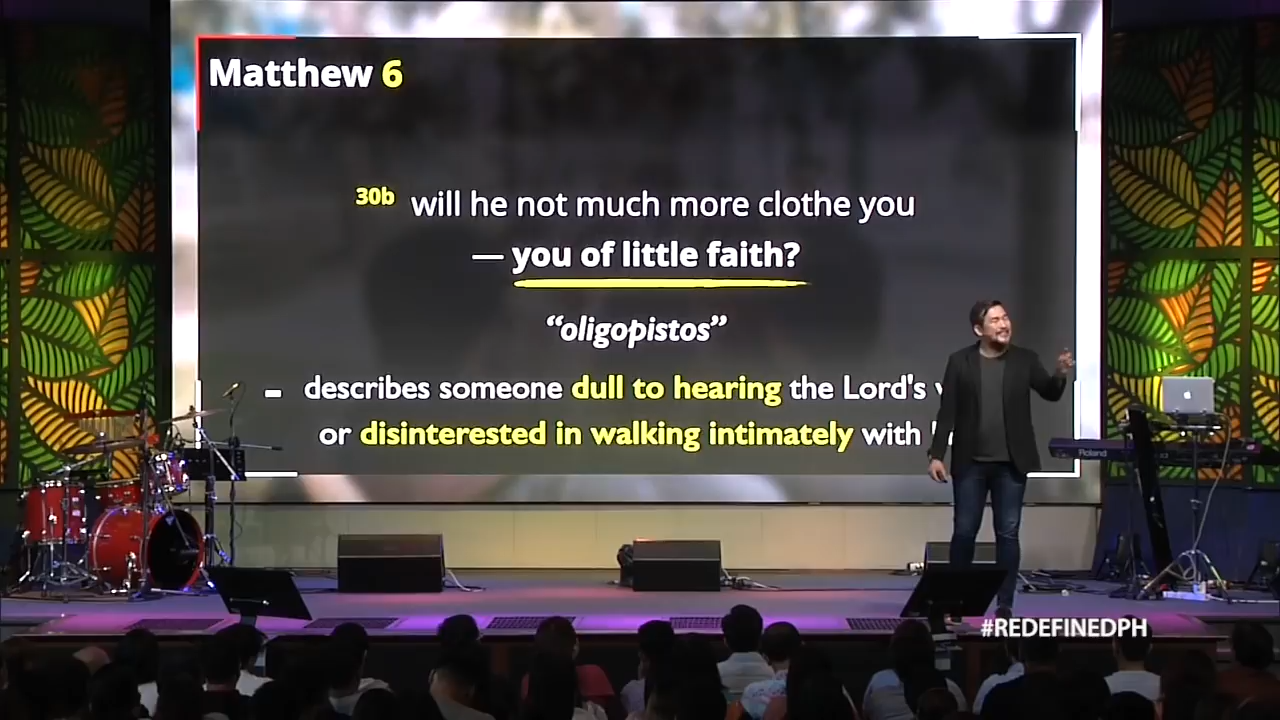 Matthew 6
30b will he not much more clothe you
— you of little faith?
“oligopistos”
- describes someone dull to hearing the Lord's
or disinterested in walking intimately with
Roland
#REDEFINEDPH